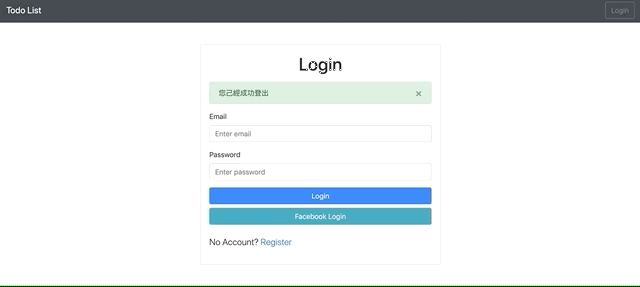 Todo List
Login
Login
您已經成功登出
×
Email
Enter email
Password
Enter password
Login
Facebook Login
No Account? Register